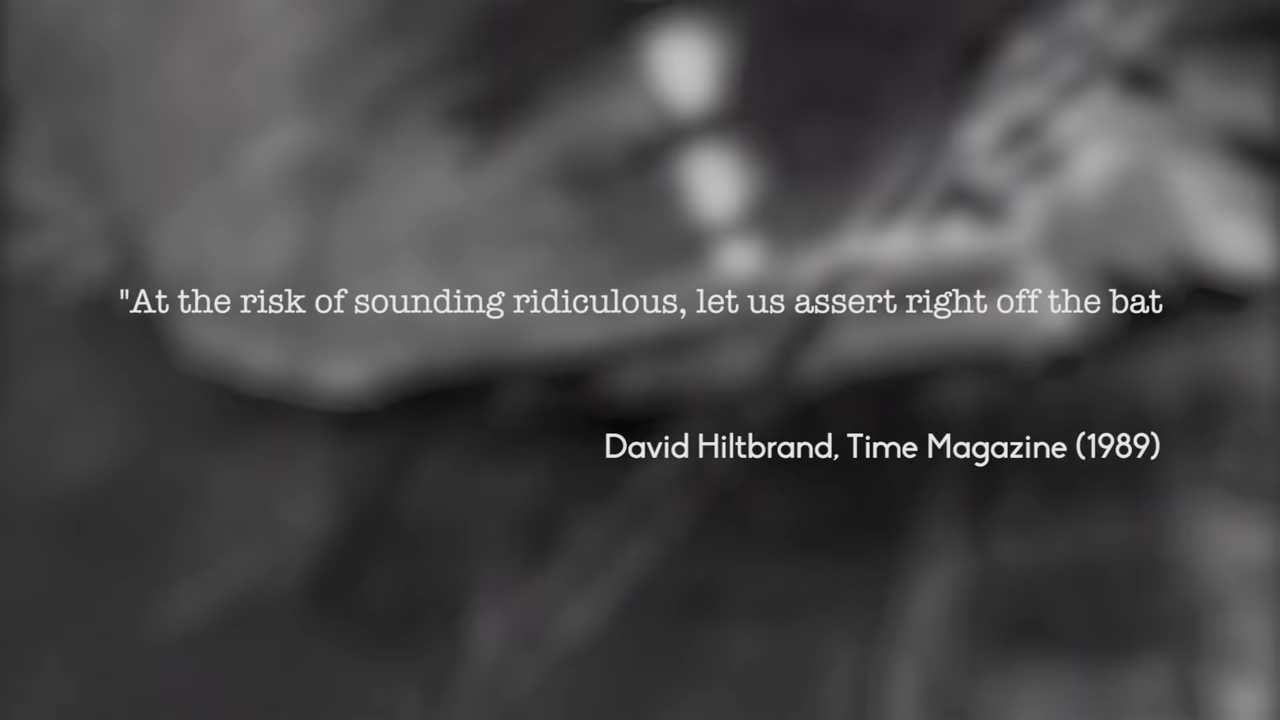 "At the risk of sounding ridiculous, let us assert right off the bat
David Hiltbrand, Time Magazine (1989)